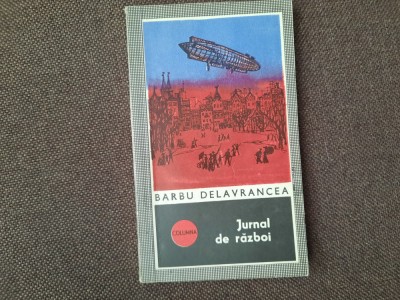 BARBU DELAVRANCEA
COLUMNA
Jurnal
de război